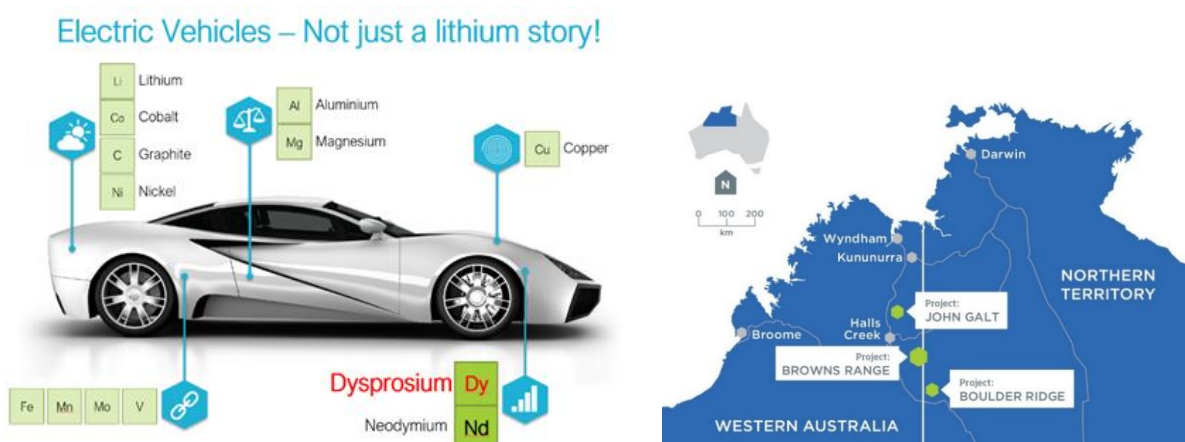 Electric Vehicles – Not just a lithium story!
Li Lithium
Co Cobalt
C Graphite
Ni Nickel
Al Aluminium
Mg Magnesium
Cu Copper
Fe Mn Mo V
Dysprosium Dy
Neodymium Nd
N
0 100 200
km
Darwin
Wyndham
Kununurra
NORTHERN
TERRITORY
Project:
JOHN GALT
Halls
Creek
Broome
Project:
BROWNS RANGE
Project:
BOULDER RIDGE
WESTERN AUSTRALIA